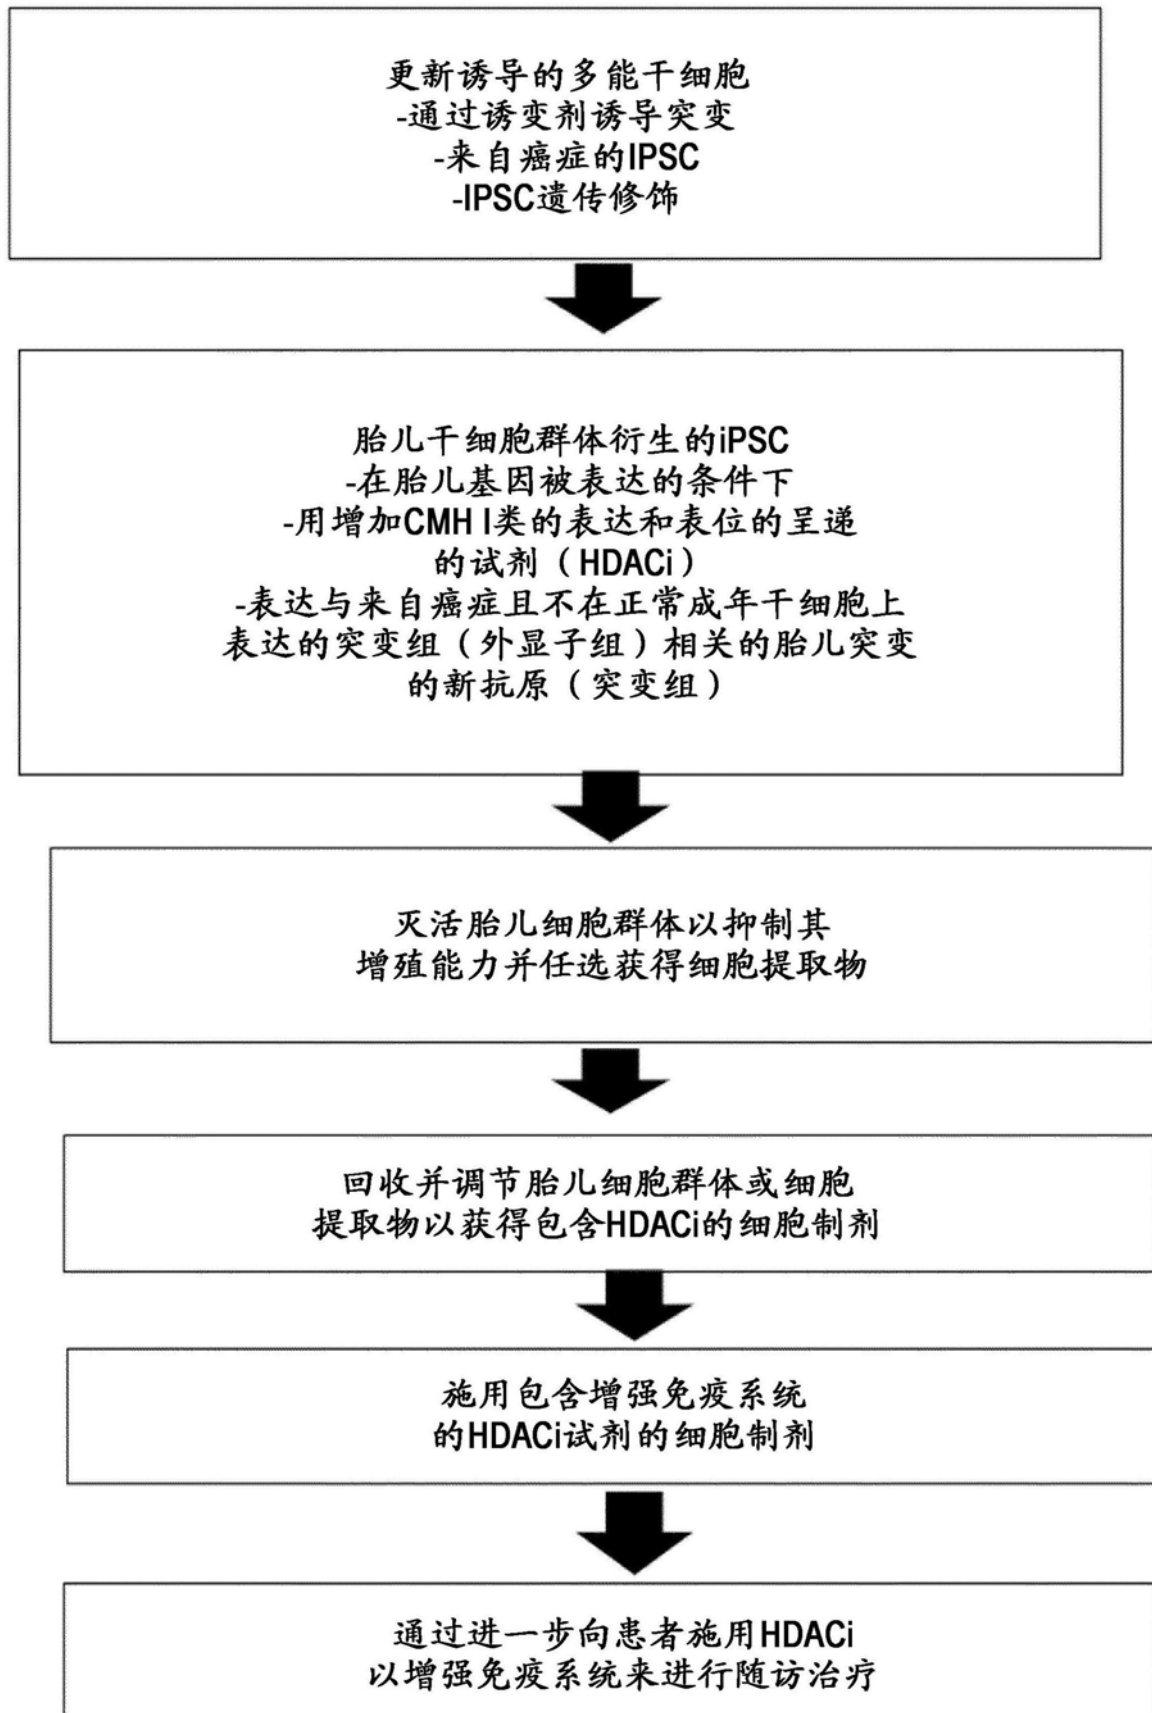 更新诱导的多能干细胞
-通过诱变剂诱导突变
-来自癌症的IPSC
-IPSC遗传修饰
胎儿干细胞群体衍生的iPSC
-在胎儿基因被表达的条件下
-用增加CMH I类的表达和表位的呈递
的试剂（HDACi）
-表达与来自癌症且不在正常成年干细胞上
表达的突变组（外显子组）相关的胎儿突变
的新抗原（突变组）
灭活胎儿细胞群体以抑制其
增殖能力并任选获得细胞提取物
回收并调节胎儿细胞群体或细胞
提取物以获得包含HDACi的细胞制剂
施用包含增强免疫系统
的HDACi试剂的细胞制剂
通过进一步向患者施用HDACi
以增强免疫系统来进行随访治疗